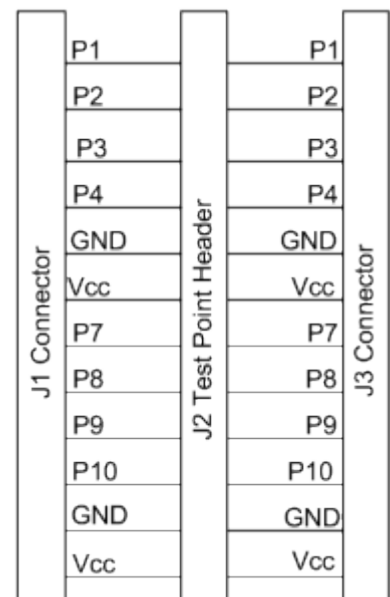 J1 Connector
P1
P2
P3
P4
GND
Vcc
P7
P8
P9
P10
GND
Vcc
J2 Test Point Header
P1
P2
P3
P4
GND
Vcc
P7
P8
P9
P10
GND
Vcc
J3 Connector